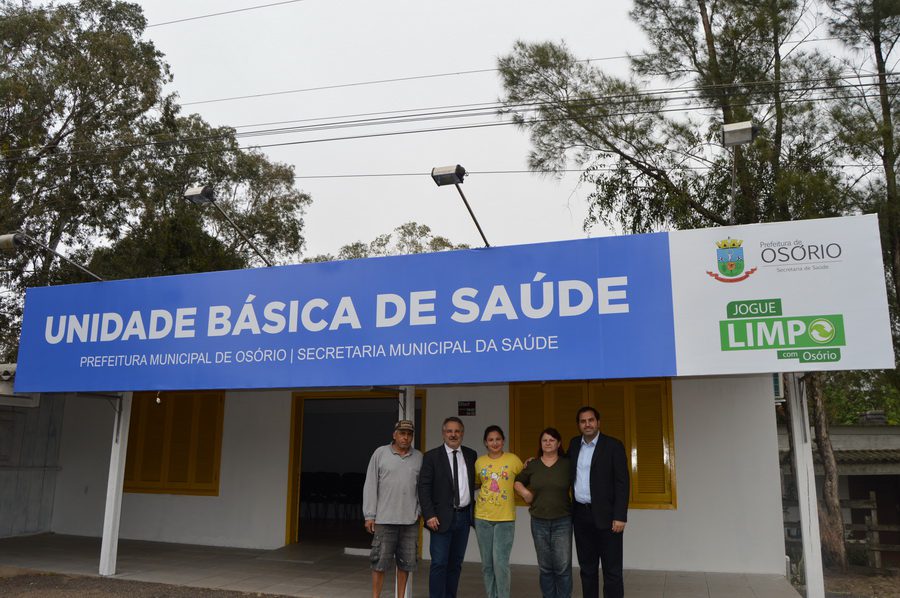 UNIDADE BÁSICA DE SAÚDE
PREFEITURA MUNICIPAL DE OSÓRIO | SECRETARIA MUNICIPAL DA SAÚDE
Prefeitura de
OSÓRIO
Secretaria de Saúde
JOGUE
LIMPO
com Osório